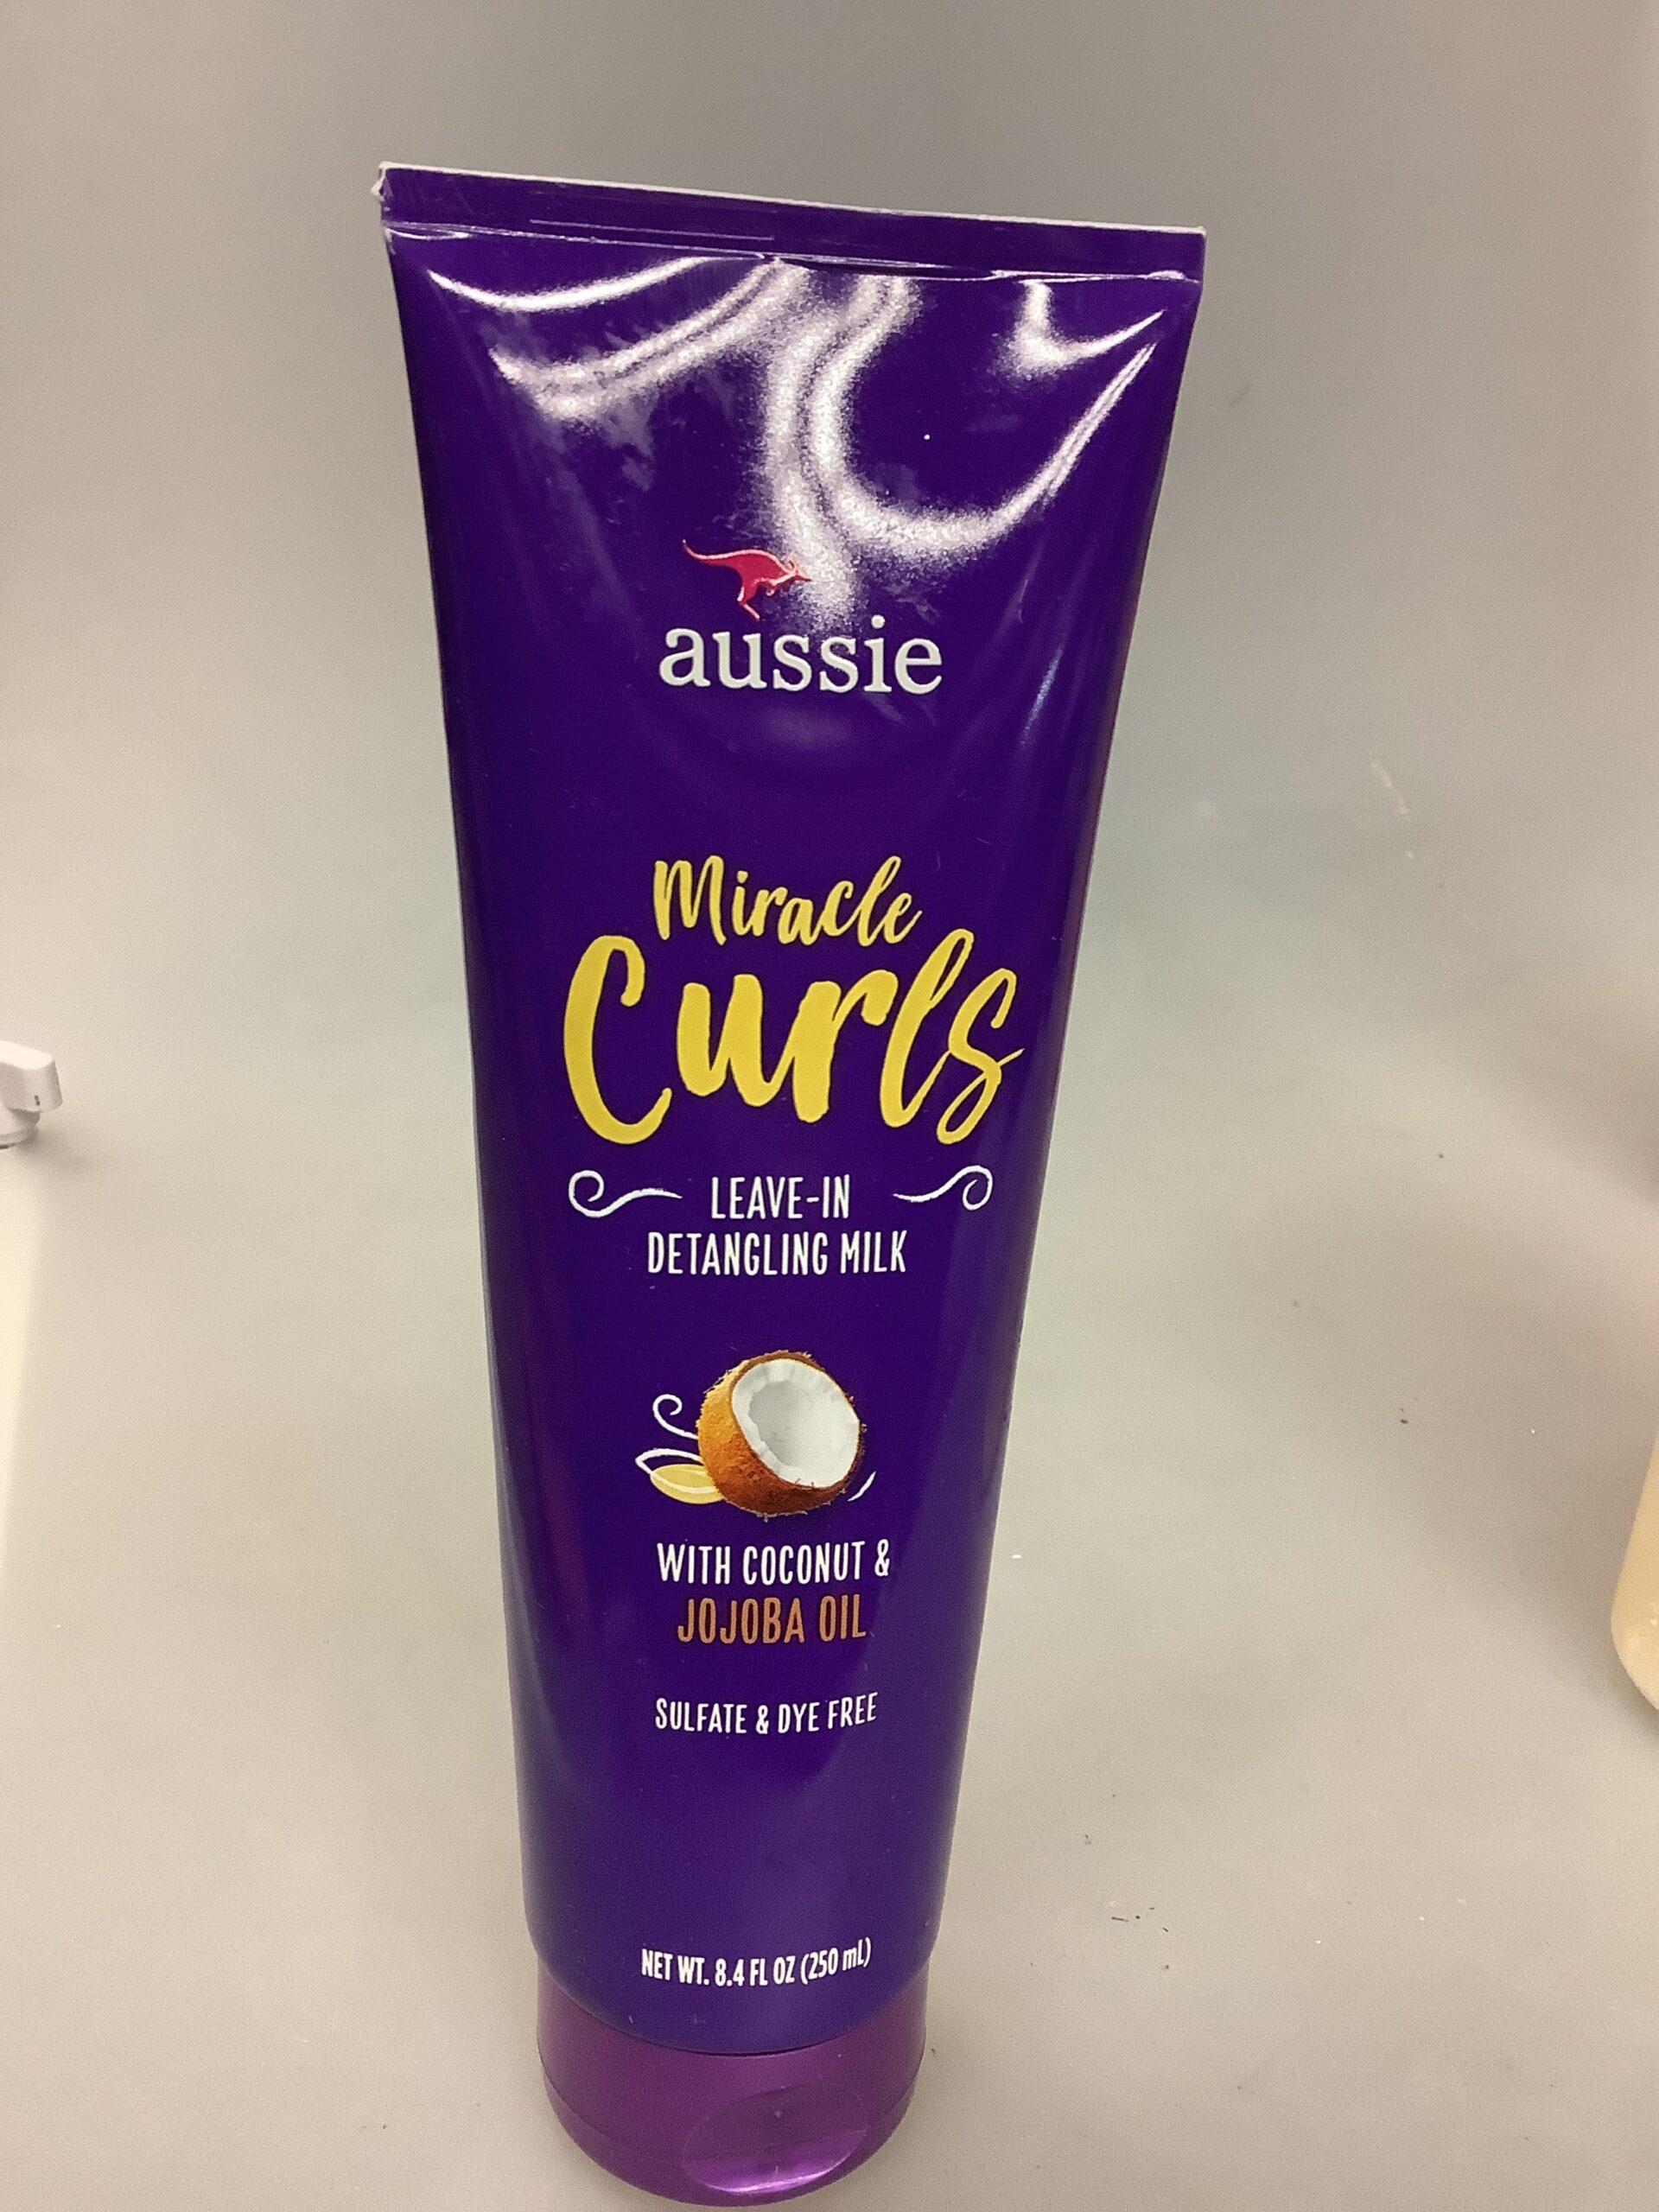 aussie
Miracle
Curls
LEAVE-IN
DETANGLING MILK
WITH COCONUT &
JOJOBA OIL
SULFATE & DYE FREE
NET WT. 8.4 FL OZ (250 mL)